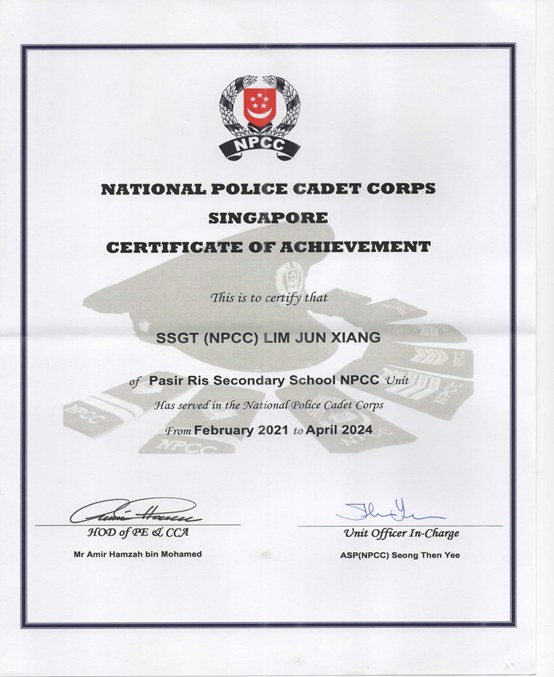 NPCC
NATIONAL POLICE CADET CORPS
SINGAPORE
CERTIFICATE OF ACHIEVEMENT
This is to certify that
SSGT (NPCC) LIM JUN XIANG
of Pasir Ris Secondary School NPCC Unit
Has served in the National Police Cadet Corps
From February 2021 to April 2024
NPCC
NPCC
NPCC
HOD of PE & CCA
Unit Officer In-Charge
Mr Amir Hamzah bin Mohamed
ASP(NPCC) Seong Then Yee